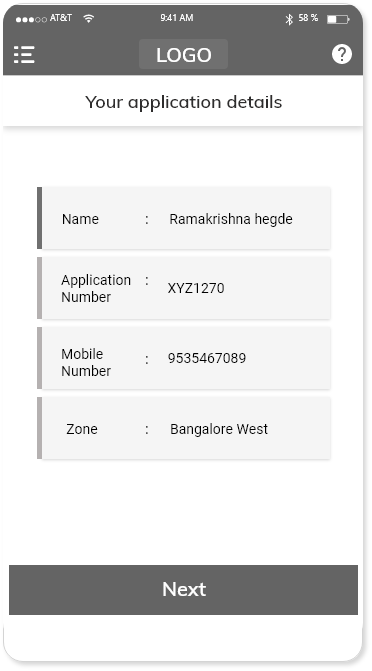 AT&T 9:41 AM 58 %
LOGO ?
Your application details
Name : Ramakrishna hegde
Application Number : XYZ1270
Mobile Number : 9535467089
Zone : Bangalore West
Next